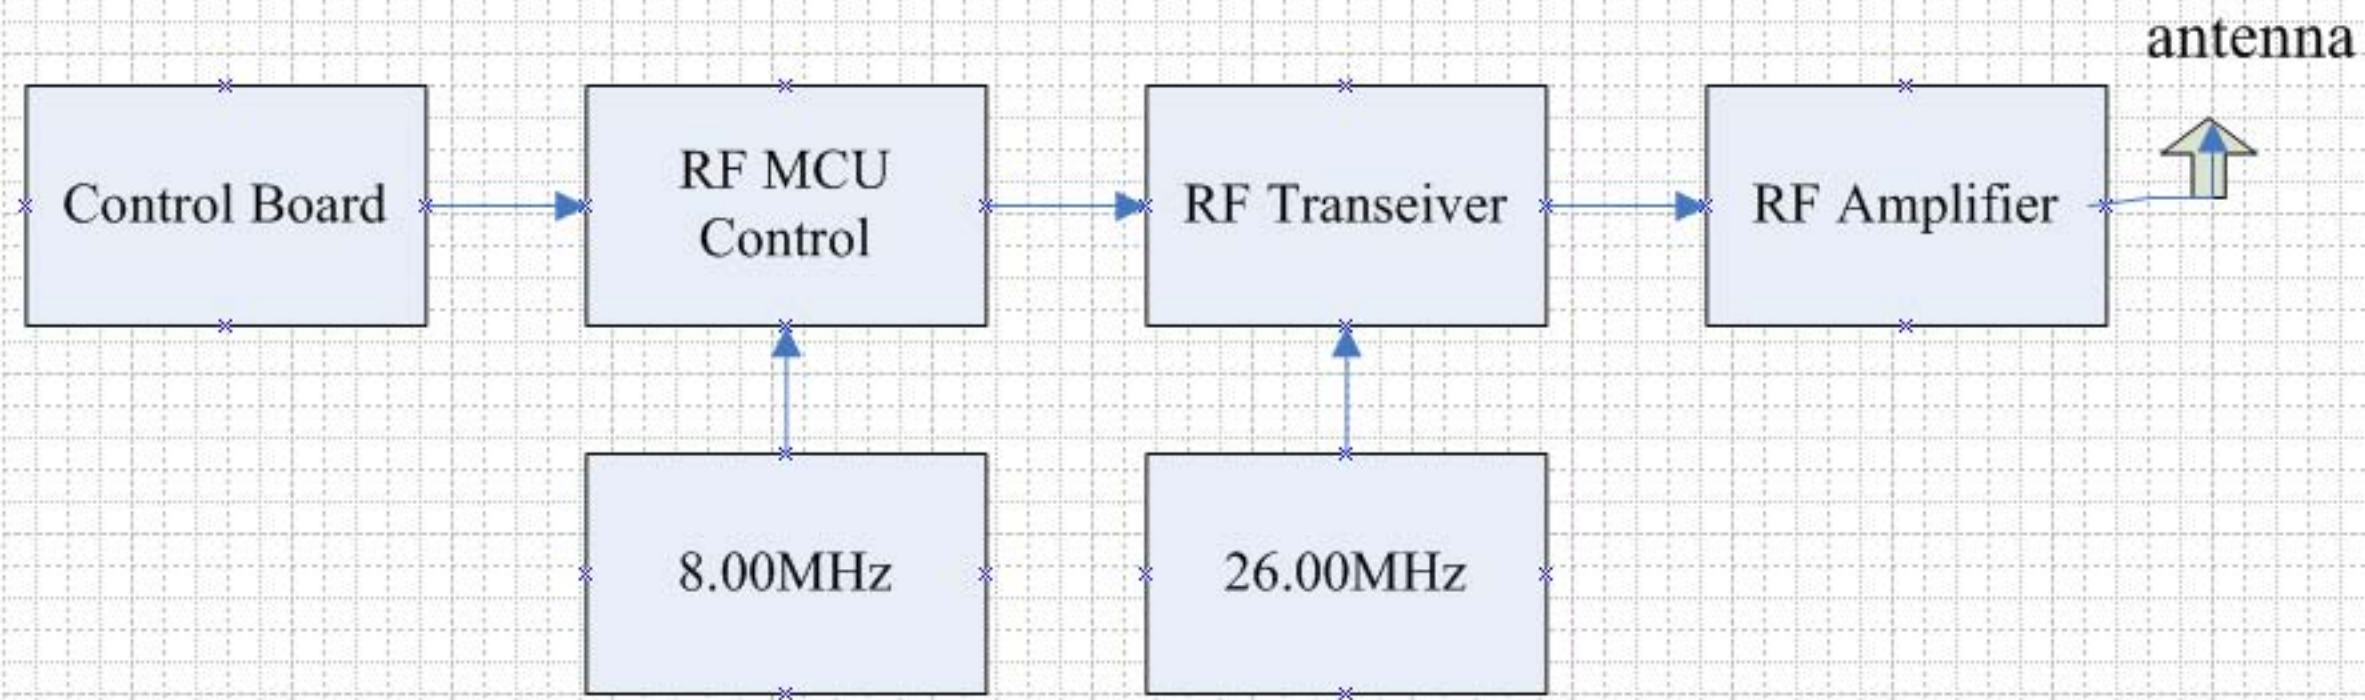 antenna
Control Board
RF MCU
Control
RF Transeiver
RF Amplifier
8.00MHz
26.00MHz